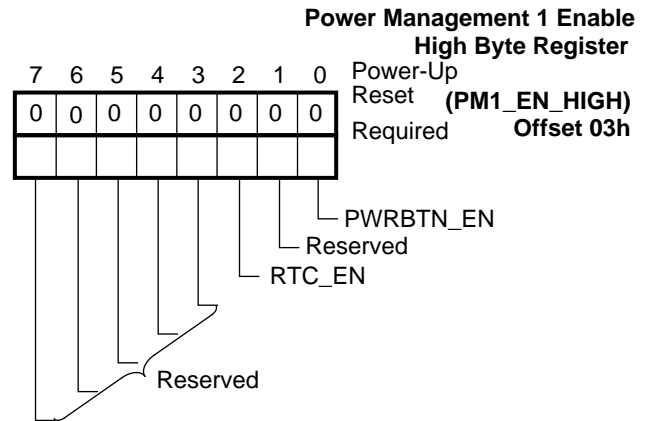 Power Management 1 Enable
High Byte Register
(PM1_EN_HIGH)
Offset 03h
7 6 5 4 3 2 1 0
Power-Up
Reset
0 0 0 0 0 0 0 0
Required
PWRBTN_EN
Reserved
RTC_EN
Reserved